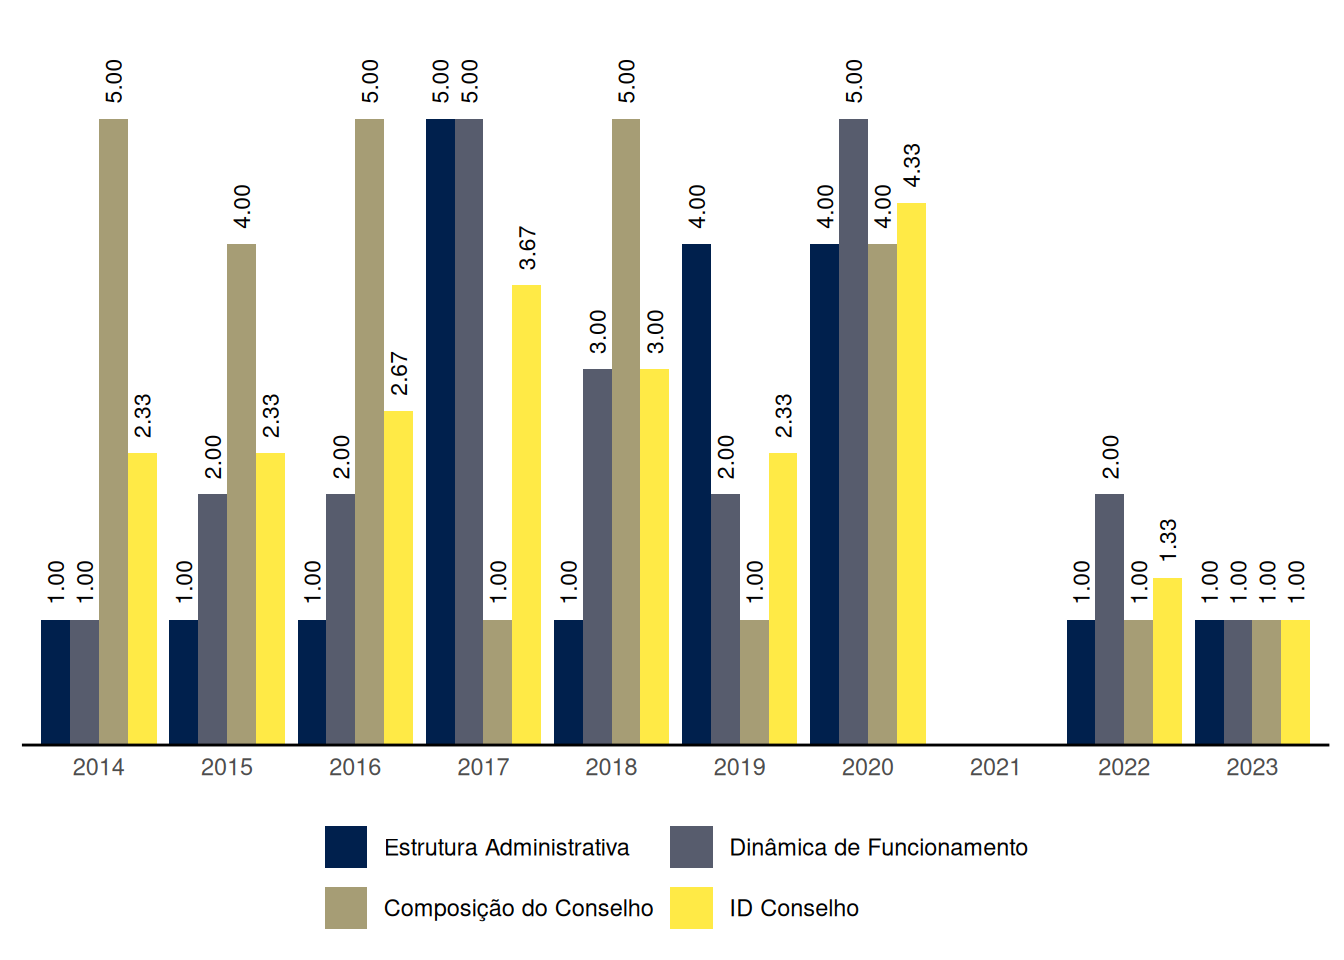 1.00 1.00 5.00 2.33
1.00 2.00 4.00 2.33
1.00 2.00 5.00 2.67
5.00 5.00 1.00 3.67
1.00 3.00 5.00 3.00
4.00 2.00 1.00 2.33
4.00 5.00 4.00 4.33
1.00 2.00 1.00 1.33
1.00 1.00 1.00 1.00
2014 2015 2016 2017 2018 2019 2020 2021 2022 2023
Estrutura Administrativa Dinâmica de Funcionamento
Composição do Conselho ID Conselho